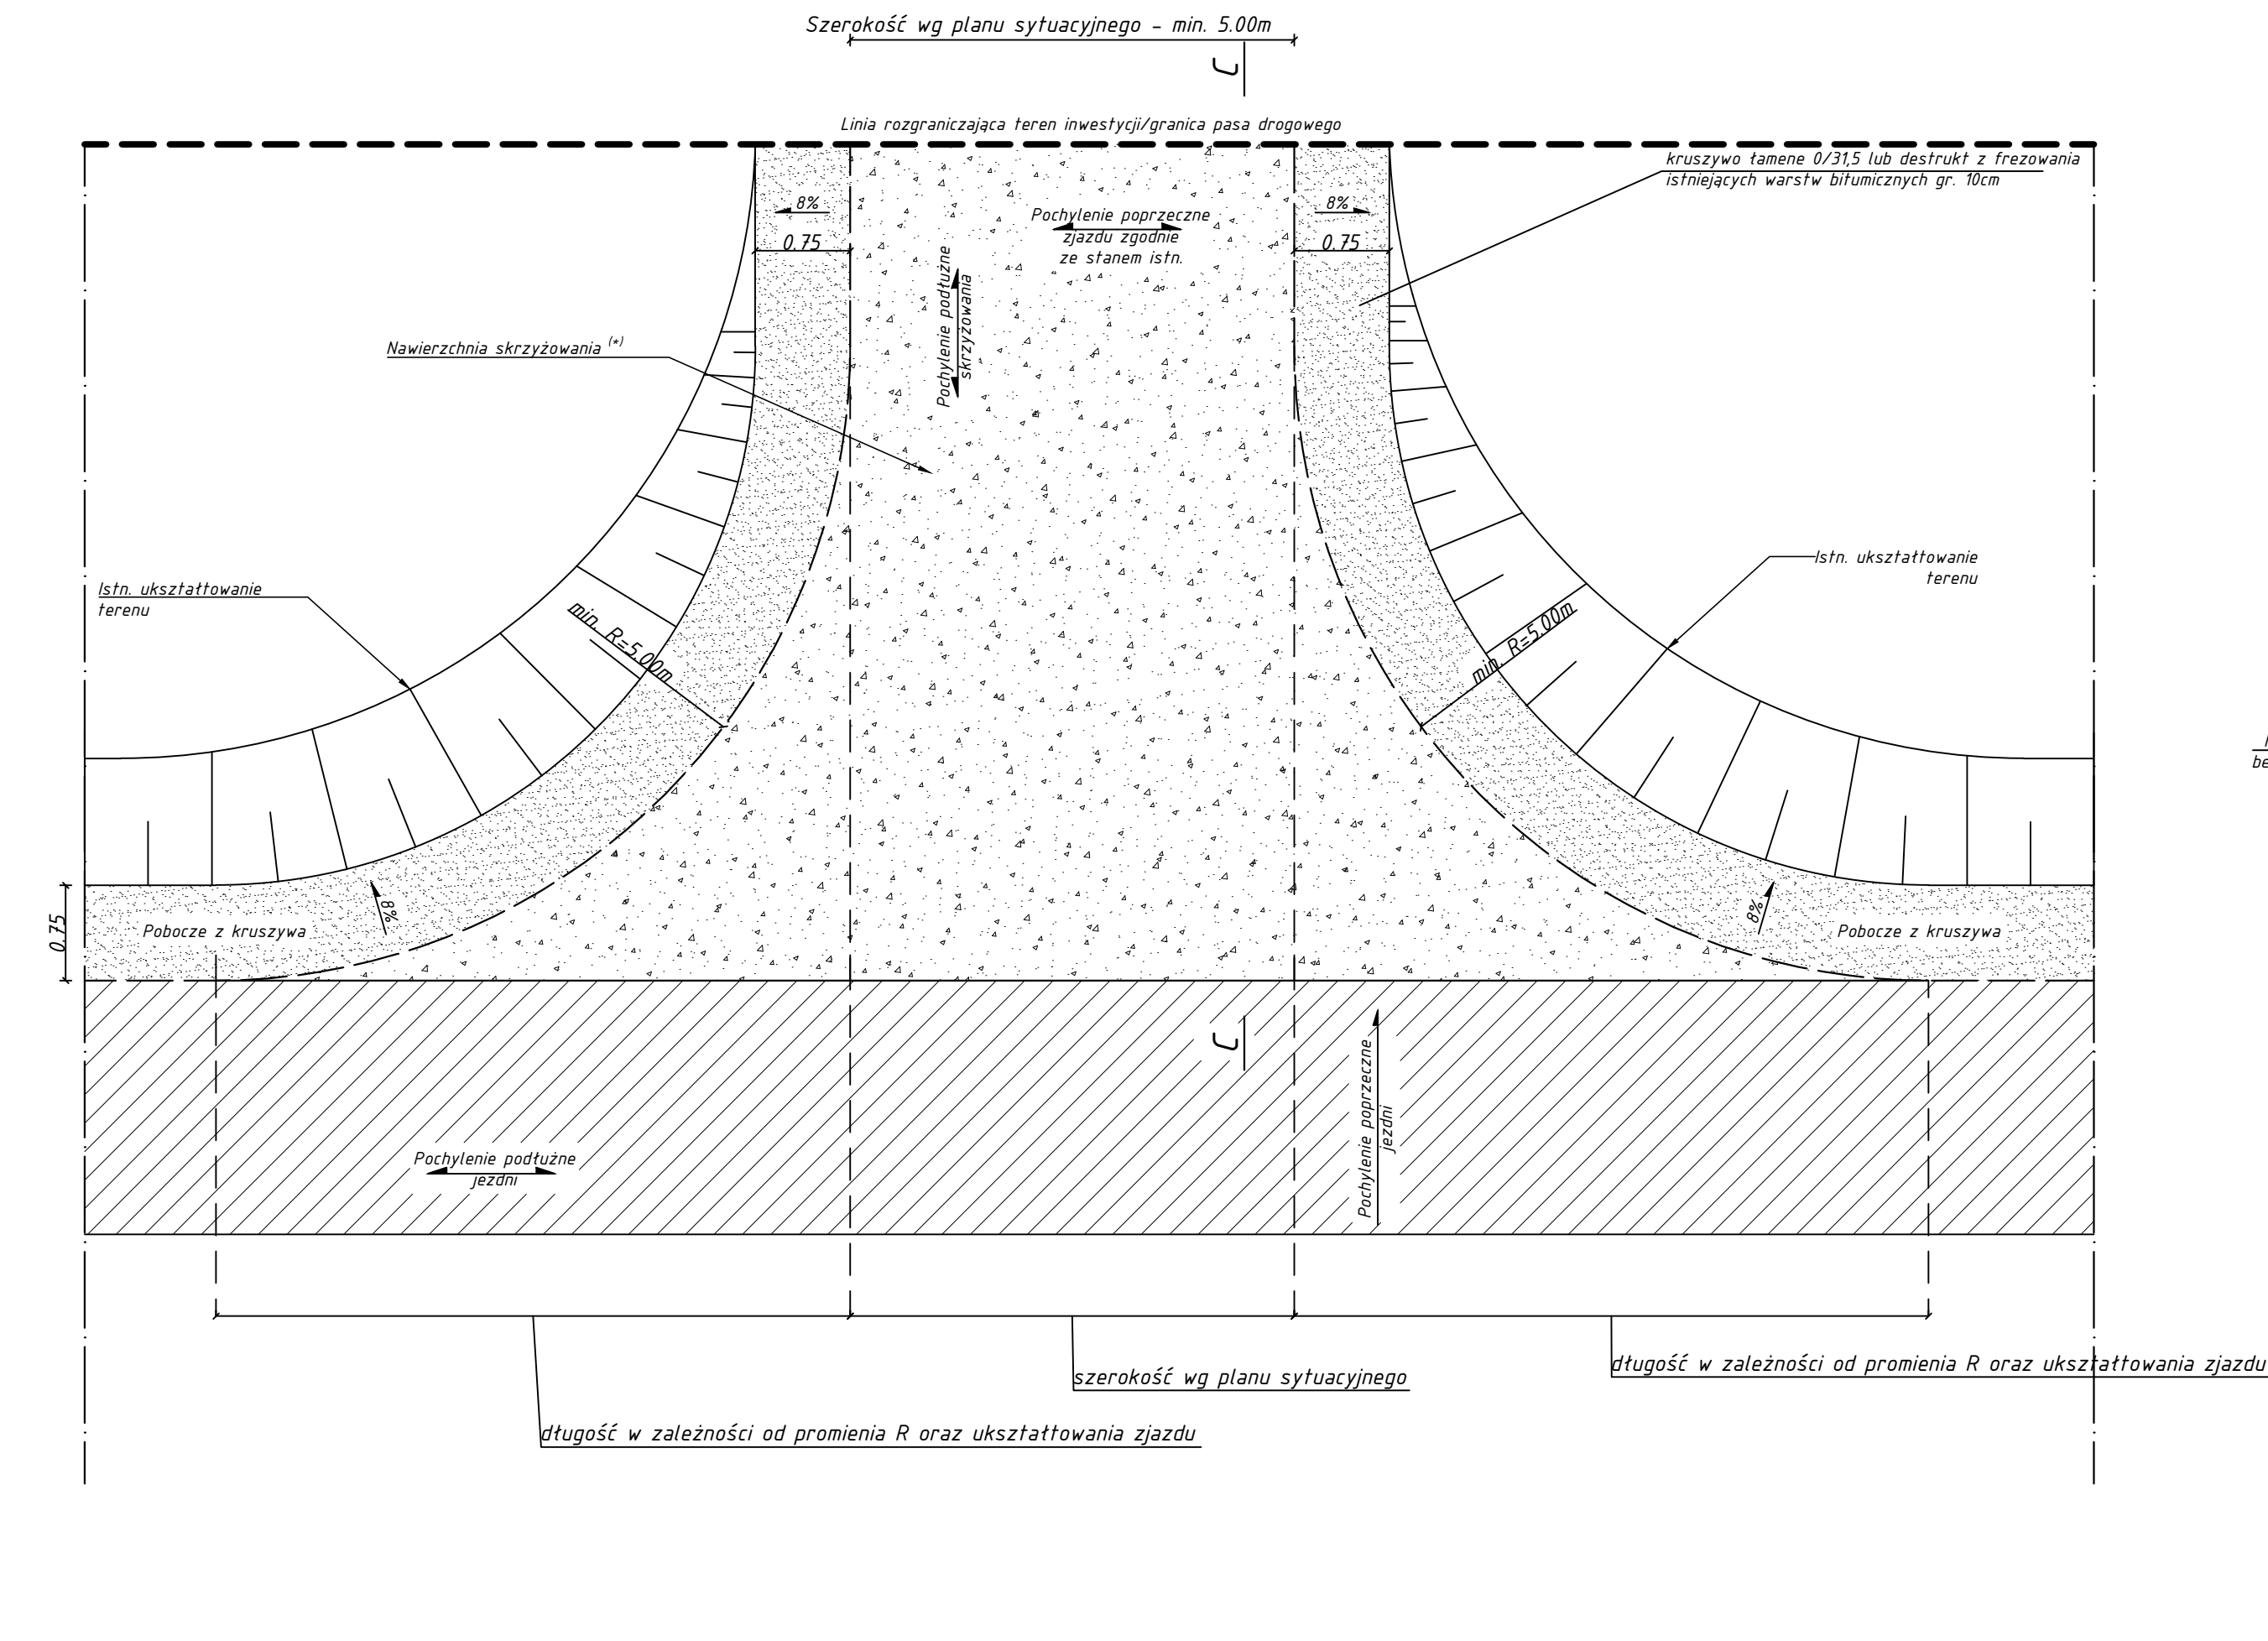 Szerokość wg planu sytuacyjnego - min. 5.00m
C
Linia rozgraniczająca teren inwestycji/granica pasa drogowego
kruszywo łamene 0/31,5 lub destrukt z frezowania
istniejących warstw bitumicznych gr. 10cm
8%
Pochylenie poprzeczne
zjazdu zgodnie
ze stanem istn.
8%
0.75
0.75
Pochylenie podłużne
skrzyżowania
Nawierzchnia skrzyżowania (*)
Istn. ukształtowanie
terenu
Istn. ukształtowanie
terenu
min. R=5.00m
min. R=5.00m
be
8%
8%
0.75
Pobocze z kruszywa
Pobocze z kruszywa
C
Pochylenie poprzeczne
jezdni
Pochylenie podłużne
jezdni
długość w zależności od promienia R oraz ukształtowania zjazdu
szerokość wg planu sytuacyjnego
długość w zależności od promienia R oraz ukształtowania zjazdu